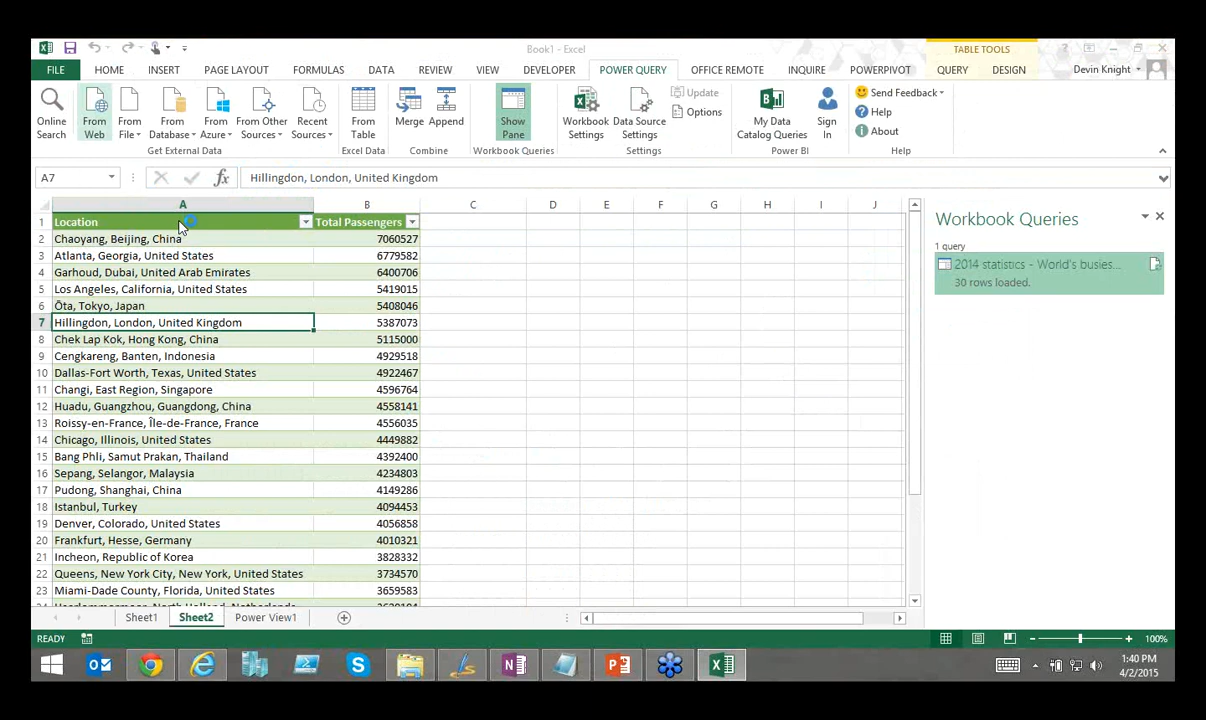 Book1 - Excel
TABLE TOOLS
FILE HOME INSERT PAGE LAYOUT FORMULAS DATA REVIEW VIEW DEVELOPER POWER QUERY OFFICE REMOTE INQUIRE POWERPIVOT QUERY DESIGN Devin Knight
Online Search
From Web
From File
From Database
From Azure
From Other Sources
Recent Sources
From Table
Merge
Append
Show Pane
Workbook Settings
Data Source Settings
Update
Options
My Data Catalog Queries
Sign In
Send Feedback
Help
About
Get External Data Excel Data Combine Workbook Queries Settings Power BI Help
A7 fx Hillingdon, London, United Kingdom
A B C D E F G H I J
1 Location Total Passengers
2 Chaoyang, Beijing, China 7060527
3 Atlanta, Georgia, United States 6779582
4 Garhoud, Dubai, United Arab Emirates 6400706
5 Los Angeles, California, United States 5419015
6 Ōta, Tokyo, Japan 5408046
7 Hillingdon, London, United Kingdom 5387073
8 Chek Lap Kok, Hong Kong, China 5115000
9 Cengkareng, Banten, Indonesia 4929518
10 Dallas-Fort Worth, Texas, United States 4922467
11 Changi, East Region, Singapore 4596764
12 Huadu, Guangzhou, Guangdong, China 4558141
13 Roissy-en-France, Île-de-France, France 4556035
14 Chicago, Illinois, United States 4449882
15 Bang Phli, Samut Prakan, Thailand 4392400
16 Sepang, Selangor, Malaysia 4234803
17 Pudong, Shanghai, China 4149286
18 Istanbul, Turkey 4094453
19 Denver, Colorado, United States 4056858
20 Frankfurt, Hesse, Germany 4010321
21 Incheon, Republic of Korea 3828332
22 Queens, New York City, New York, United States 3734570
23 Miami-Dade County, Florida, United States 3659583
Workbook Queries
1 query
2014 statistics - World's busies...
30 rows loaded.
Sheet1 Sheet2 Power View1
READY 100%
1:40 PM
4/2/2015